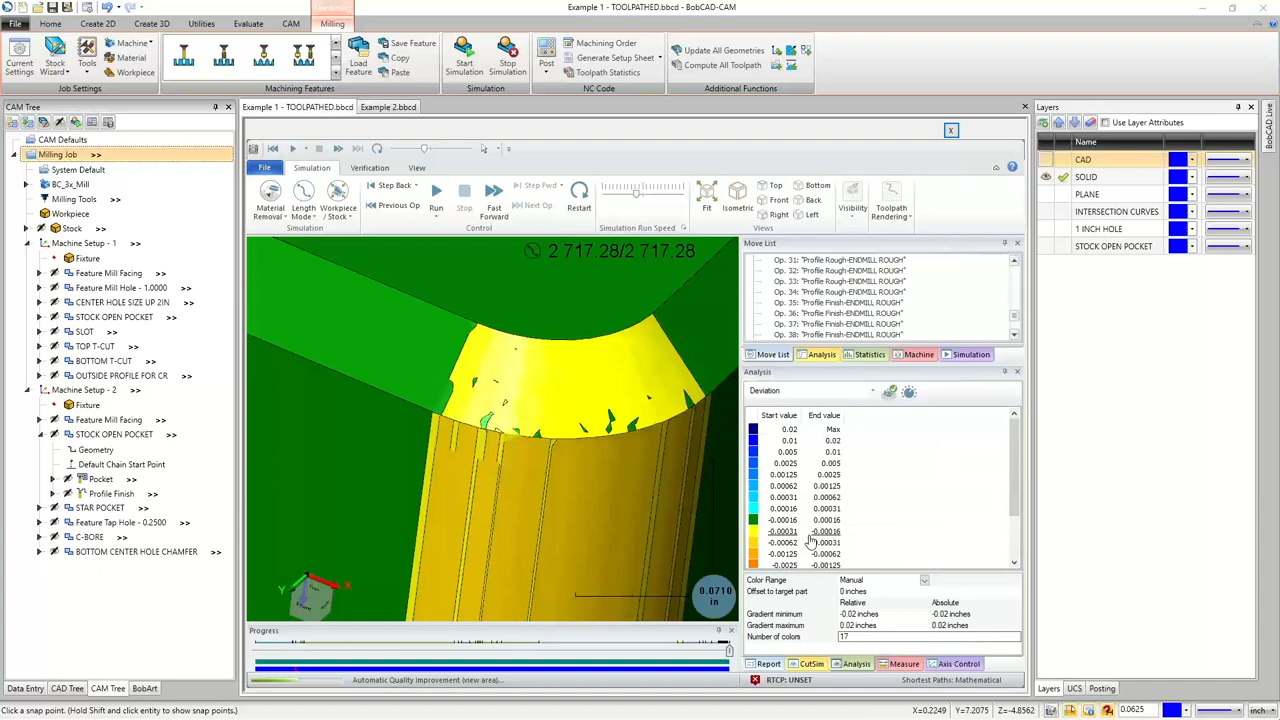 Example 1 - TOOLPATHED.bbcd - BobCAD-CAM
File Home Create 2D Create 3D Utilities Evaluate CAM Milling
Current Settings
Stock Wizard
Tools
Machine
Material
Workpiece
Job Settings
Machining Features
Load Feature
Save Feature
Copy
Paste
Start Simulation
Stop Simulation
Simulation
Post
Machining Order
Generate Setup Sheet
Toolpath Statistics
NC Code
Update All Geometries
Compute All Toolpath
Additional Functions
CAM Tree
CAM Defaults
Milling Job >>
System Default
BC_3x_Mill
Milling Tools >>
Workpiece
Stock >>
Machine Setup - 1
Fixture
Feature Mill Facing >>
Feature Mill Hole - 1.0000
CENTER HOLE SIZE UP 2IN
STOCK OPEN POCKET >>
SLOT >>
TOP T-CUT >>
BOTTOM T-CUT >>
OUTSIDE PROFILE FOR CR >>
Machine Setup - 2
Fixture
Feature Mill Facing >>
STOCK OPEN POCKET >>
Geometry
Default Chain Start Point
Pocket >>
Profile Finish >>
STAR POCKET >>
Feature Tap Hole - 0.2500 >>
C-BORE >>
BOTTOM CENTER HOLE CHAMFER >>
Data Entry CAD Tree CAM Tree BobArt
Example 1 - TOOLPATHED.bbcd Example 2.bbcd
File Simulation Verification View
Material Removal
Length Mode
Workpiece / Stock
Simulation
Step Back
Previous Op
Run
Stop
Fast Forward
Step Fwd
Next Op
Restart
Control
Simulation Run Speed
Fit
Isometric
Top Bottom
Front Back
Right Left
Views
Visibility
Toolpath Rendering
2 717.28/2 717.28
Y X
0.0710 in
Move List
Op. 31: "Profile Rough-ENDMILL ROUGH"
Op. 32: "Profile Rough-ENDMILL ROUGH"
Op. 33: "Profile Rough-ENDMILL ROUGH"
Op. 34: "Profile Rough-ENDMILL ROUGH"
Op. 35: "Profile Finish-ENDMILL ROUGH"
Op. 36: "Profile Finish-ENDMILL ROUGH"
Op. 37: "Profile Finish-ENDMILL ROUGH"
Op. 38: "Profile Finish-ENDMILL ROUGH"
Move List Analysis Statistics Machine Simulation
Analysis
Deviation
Start value End value
0.02 Max
0.01 0.02
0.005 0.01
0.0025 0.005
0.00125 0.0025
0.00062 0.00125
0.00031 0.00062
0.00016 0.00031
-0.00016 0.00016
-0.00031 -0.00016
-0.00062 -0.00031
-0.00125 -0.00062
-0.0025 -0.00125
Color Range Manual
Offset to target part 0 inches
Relative Absolute
Gradient minimum -0.02 inches -0.02 inches
Gradient maximum 0.02 inches 0.02 inches
Number of colors 17
Report CutSim Analysis Measure Axis Control
Progress
Automatic Quality Improvement (view area)...
RTCP: UNSET
Shortest Paths: Mathematical
Layers
Use Layer Attributes
Name
CAD
SOLID
PLANE
INTERSECTION CURVES
1 INCH HOLE
STOCK OPEN POCKET
BobCAD Live
Layers UCS Posting
Click a snap point. (Hold Shift and click entity to show snap points.)
X=0.2249 Y=7.2075 Z=-4.8562
0.0625
inch